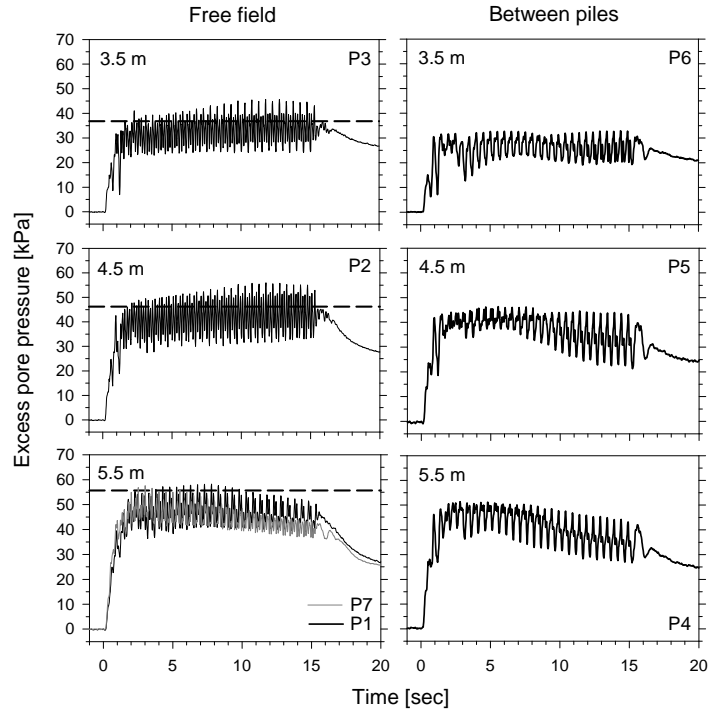 Free field
Between piles
70
60
50
40
30
20
10
0
3.5 m
P3
3.5 m
P6
70
60
50
40
30
20
10
0
4.5 m
P2
4.5 m
P5
70
60
50
40
30
20
10
0
5.5 m
P7
P1
5.5 m
P4
0 5 10 15 20
0 5 10 15 20
Excess pore pressure [kPa]
Time [sec]